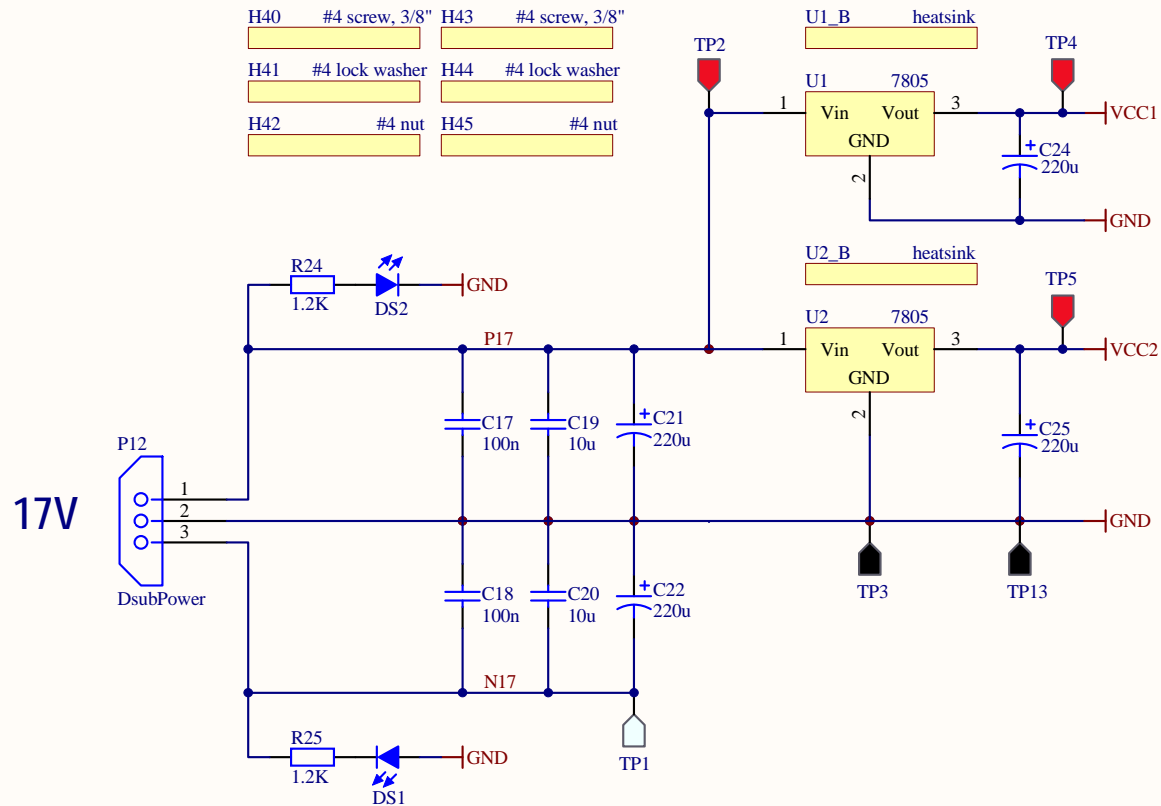 H40 #4 screw, 3/8" H43 #4 screw, 3/8" U1_B heatsink
TP2 TP4
H41 #4 lock washer H44 #4 lock washer U1 7805
1 Vin Vout 3 VCC1
H42 #4 nut H45 #4 nut
GND
+ C24
220u
2
GND
U2_B heatsink
R24
GND
1.2K DS2
TP5
U2 7805
P17 1 Vin Vout 3 VCC2
GND
2
C17 C19 + C21
100n 10u 220u
+ C25
220u
P12
17V
1
2
3
GND
DsubPower
C18 C20 + C22
100n 10u 220u
TP3 TP13
N17
R25
GND
1.2K DS1
TP1